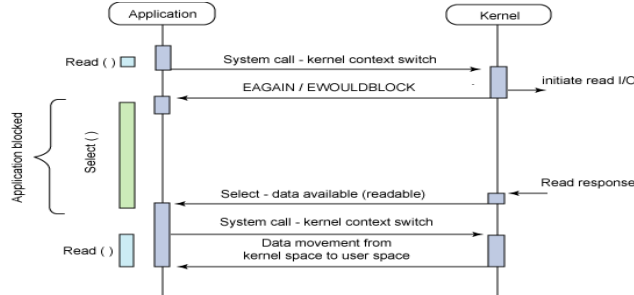 Application
Kernel
System call - kernel context switch
Read ( )
initiate read I/O
EAGAIN / EWOULDBLOCK
Application blocked
Select ( )
Read response
Select - data available (readable)
System call - kernel context switch
Read ( )
Data movement from
kernel space to user space